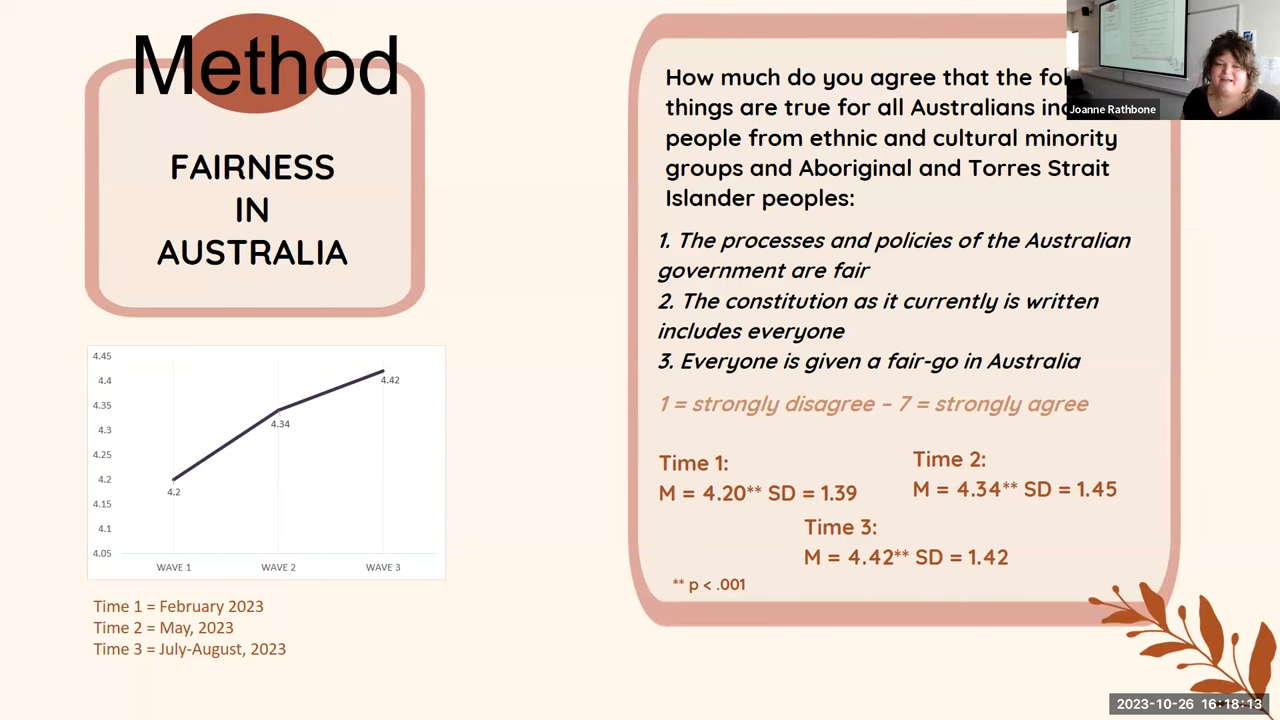 Method
FAIRNESS
IN
AUSTRALIA
4.45
4.4
4.35
4.3
4.25
4.2
4.15
4.1
4.05
4.2
4.34
4.42
WAVE 1 WAVE 2 WAVE 3
Time 1 = February 2023
Time 2 = May, 2023
Time 3 = July-August, 2023
How much do you agree that the
things are true for all Australians
people from ethnic and cultural minority
groups and Aboriginal and Torres Strait
Islander peoples:
1. The processes and policies of the Australian
government are fair
2. The constitution as it currently is written
includes everyone
3. Everyone is given a fair-go in Australia
1 = strongly disagree – 7 = strongly agree
Time 1:
M = 4.20** SD = 1.39
Time 2:
M = 4.34** SD = 1.45
Time 3:
M = 4.42** SD = 1.42
** p < .001
Joanne Rathbone
2023-10-26 16:18:13